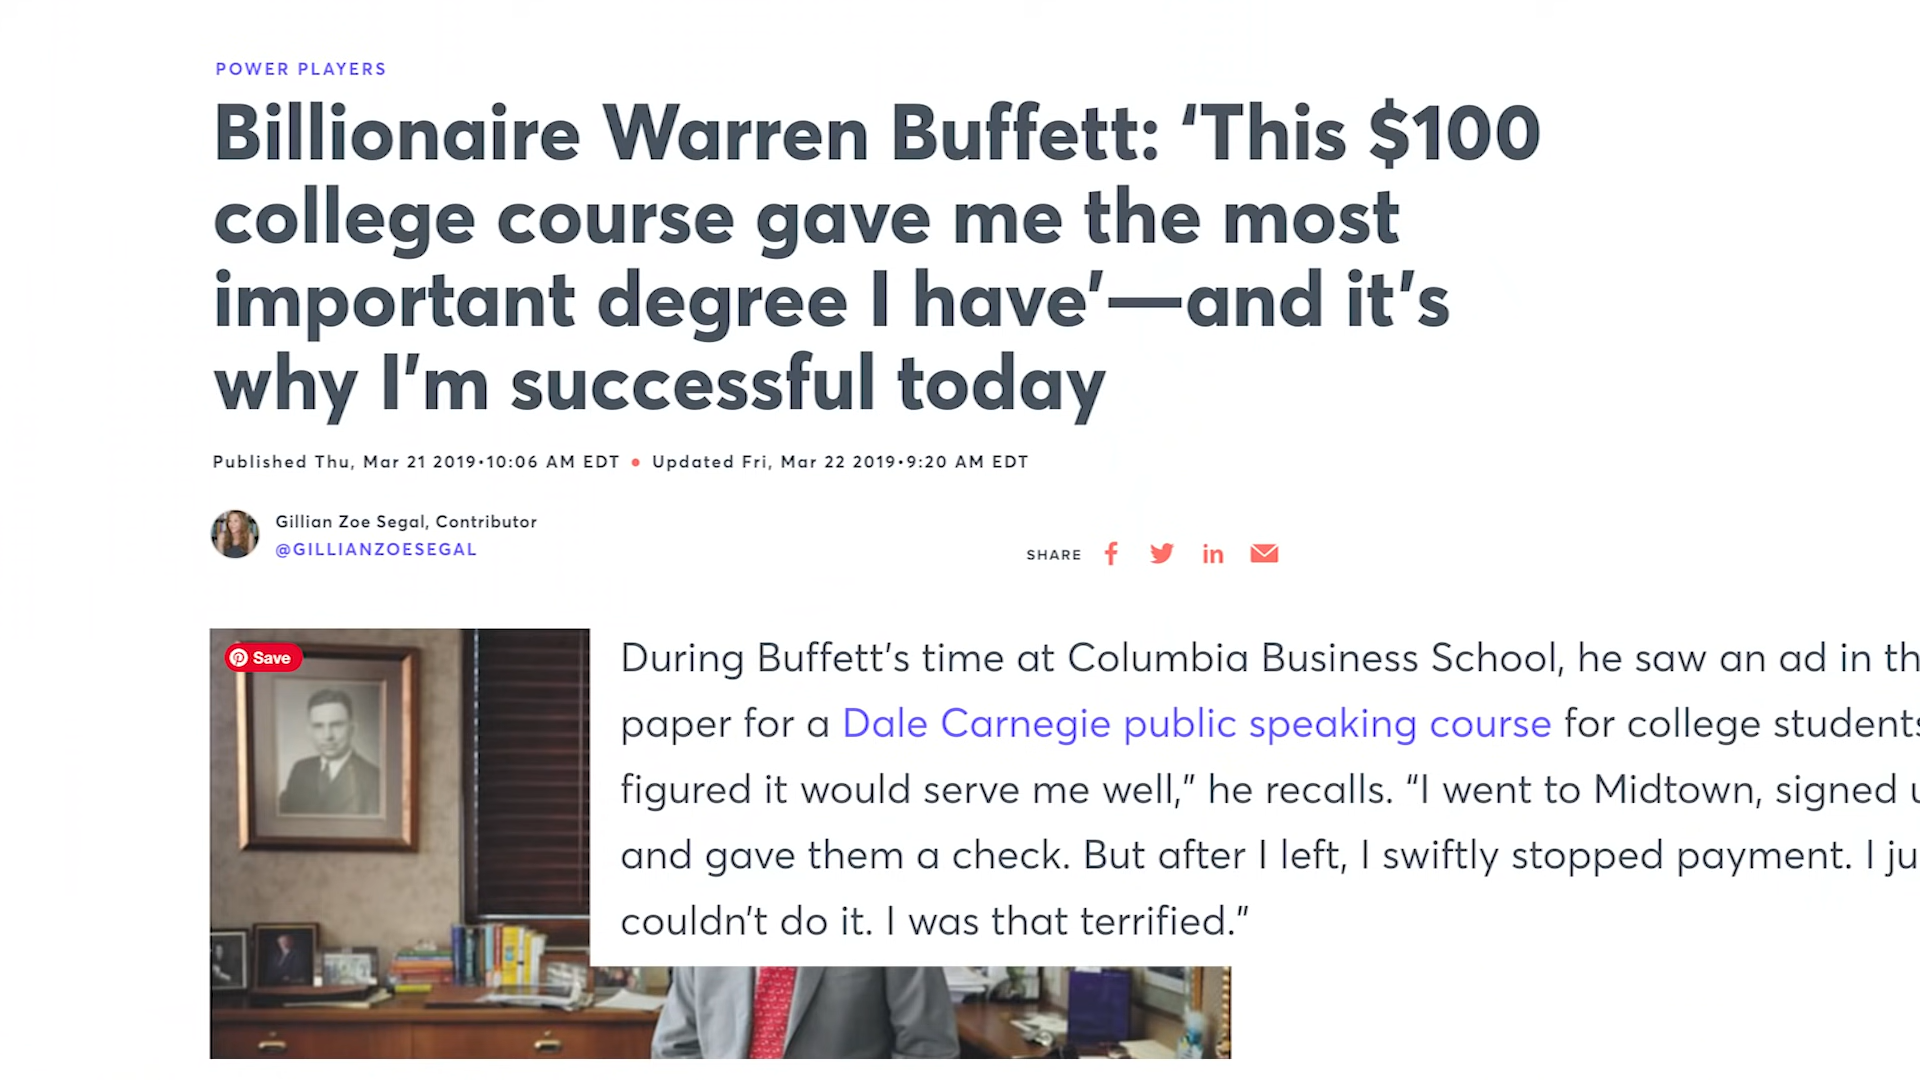 POWER PLAYERS
Billionaire Warren Buffett: ‘This $100
college course gave me the most
important degree I have’—and it’s
why I’m successful today
Published Thu, Mar 21 2019•10:06 AM EDT • Updated Fri, Mar 22 2019•9:20 AM EDT
Gillian Zoe Segal, Contributor
@GILLIANZOESEGAL
SHARE
Save
During Buffett’s time at Columbia Business School, he saw an ad in th
paper for a Dale Carnegie public speaking course for college students
figured it would serve me well,” he recalls. “I went to Midtown, signed u
and gave them a check. But after I left, I swiftly stopped payment. I ju
couldn’t do it. I was that terrified.”